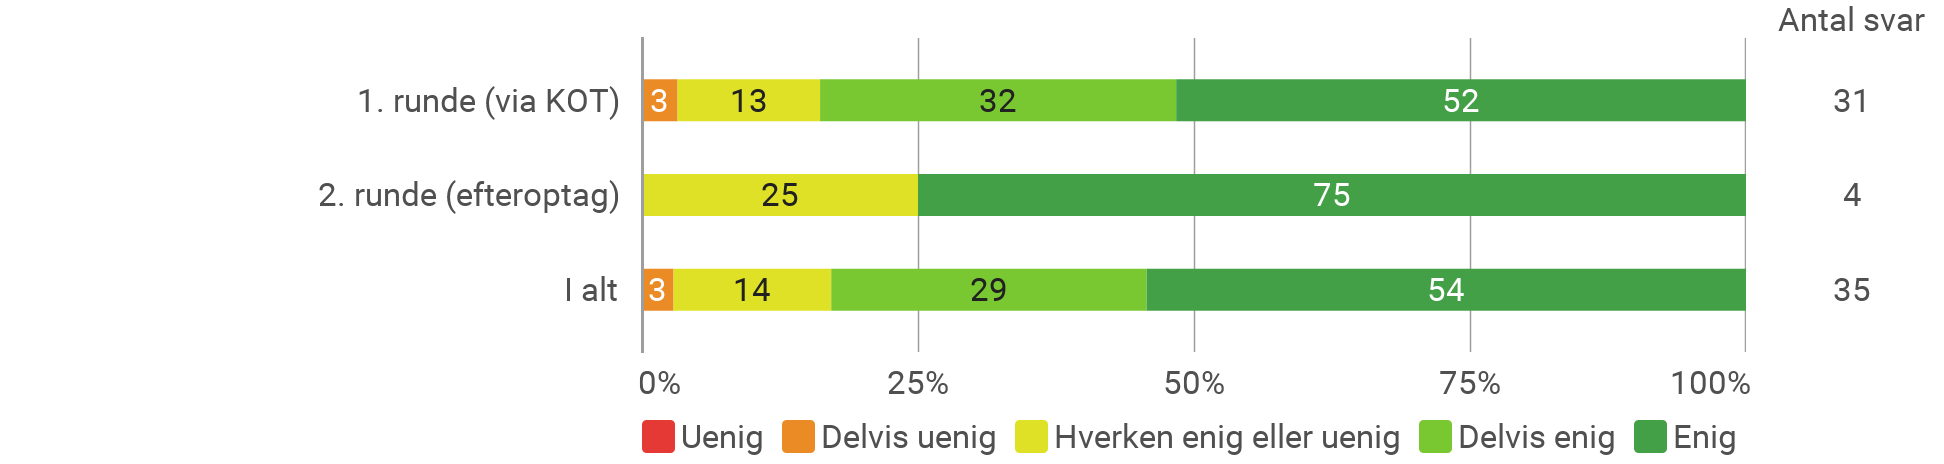 Antal svar
1. runde (via KOT) 3 13 32 52 31
2. runde (efteroptag) 25 75 4
I alt 3 14 29 54 35
0% 25% 50% 75% 100%
Uenig Delvis uenig Hverken enig eller uenig Delvis enig Enig